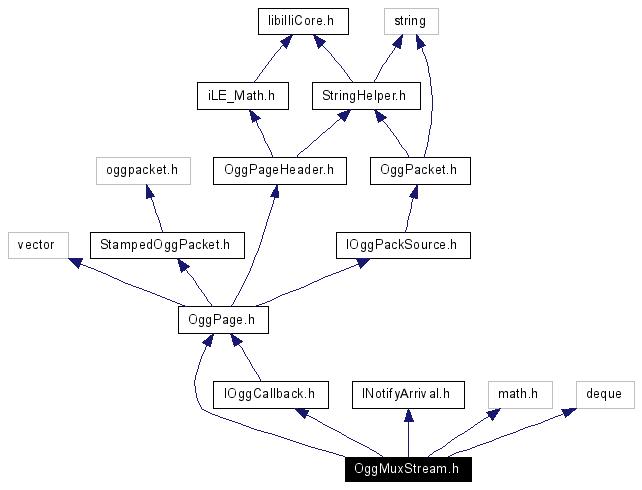 libilliCore.h
string
iLE_Math.h
StringHelper.h
oggpacket.h
OggPageHeader.h
OggPacket.h
vector
StampedOggPacket.h
IOggPackSource.h
OggPage.h
IOggCallback.h
INotifyArrival.h
math.h
deque
OggMuxStream.h